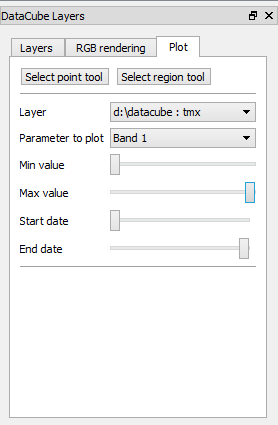 DataCube Layers
Layers RGB rendering Plot
Select point tool Select region tool
Layer d:\datacube : tmx
Parameter to plot Band 1
Min value
Max value
Start date
End date